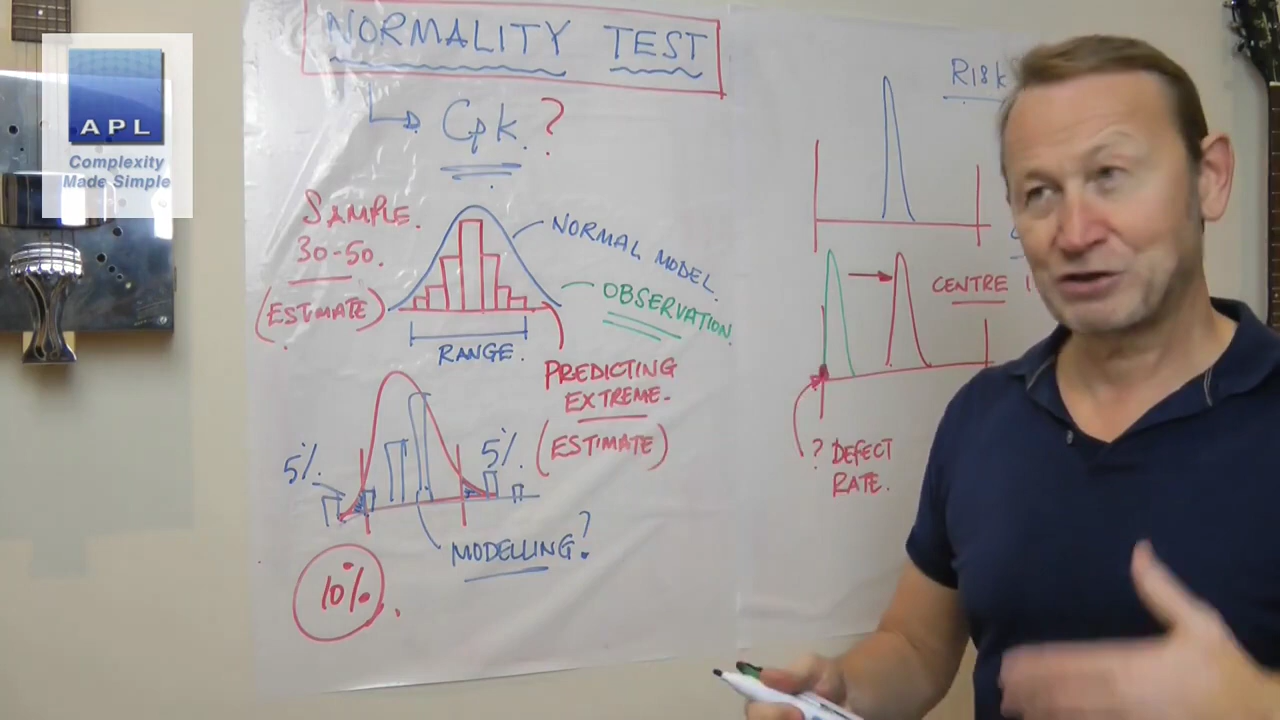 APL
Complexity
Made Simple
NORMALITY TEST
Cpk ?
SAMPLE.
30-50.
(ESTIMATE)
NORMAL MODEL.
OBSERVATION
RANGE.
PREDICTING
EXTREME.
(ESTIMATE)
5%.
5%.
MODELLING?
10%.
Risk
CENTRE
? DEFECT
RATE.